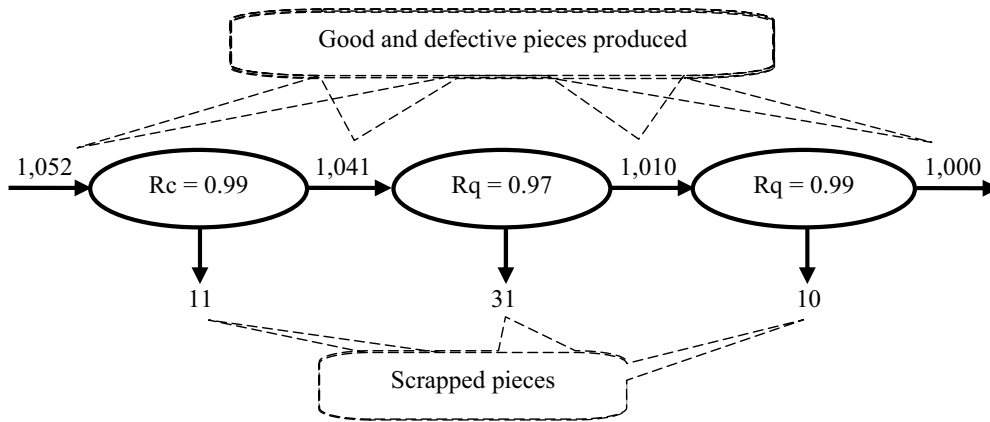 Good and defective pieces produced
1,052
1,041
1,010
1,000
Rc = 0.99
Rq = 0.97
Rq = 0.99
11
31
10
Scrapped pieces